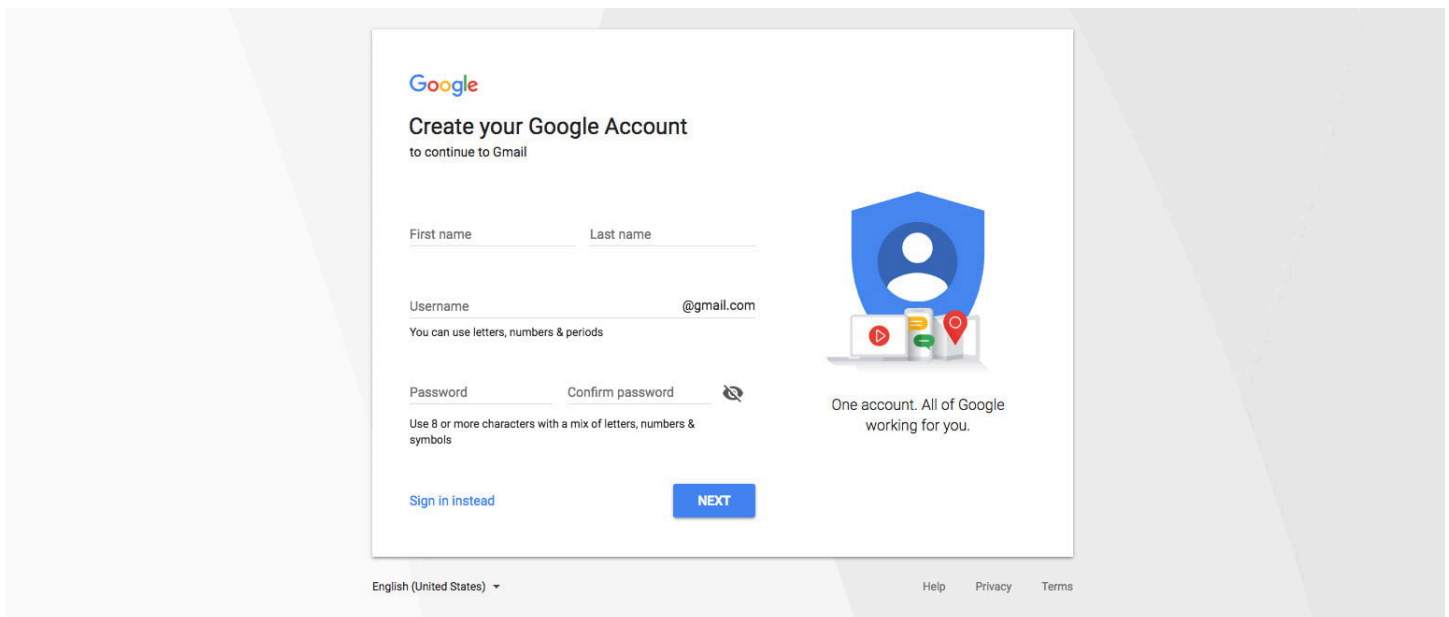 Google
Create your Google Account
to continue to Gmail
First name Last name
Username @gmail.com
You can use letters, numbers & periods
Password Confirm password
Use 8 or more characters with a mix of letters, numbers &
symbols
Sign in instead NEXT
One account. All of Google
working for you.
English (United States) Help Privacy Terms